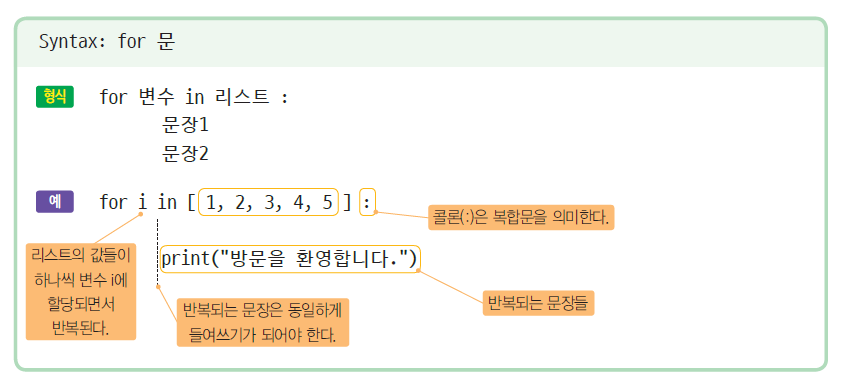 Syntax: for 문
형식 for 변수 in 리스트 :
문장1
문장2
예 for i in [ 1, 2, 3, 4, 5 ] :
콜론(:)은 복합문을 의미한다.
print("방문을 환영합니다.")
리스트의 값들이
하나씩 변수 i에
할당되면서
반복된다.
반복되는 문장은 동일하게
들여쓰기가 되어야 한다.
반복되는 문장들